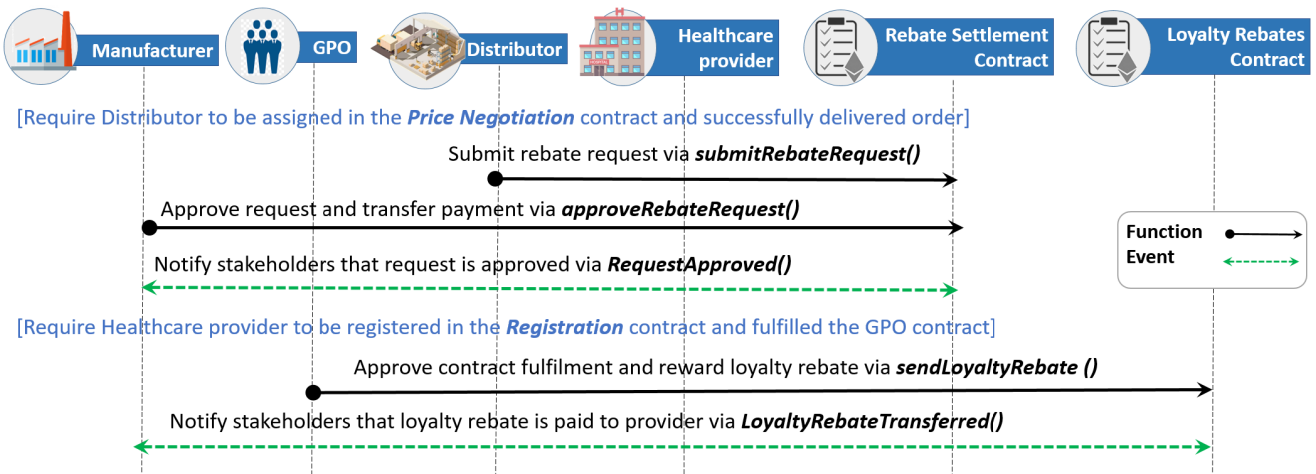 Manufacturer
GPO
Distributor
Healthcare
provider
Rebate Settlement
Contract
Loyalty Rebates
Contract
[Require Distributor to be assigned in the Price Negotiation contract and successfully delivered order]
Submit rebate request via submitRebateRequest()
Approve request and transfer payment via approveRebateRequest()
Function
Event
Notify stakeholders that request is approved via RequestApproved()
[Require Healthcare provider to be registered in the Registration contract and fulfilled the GPO contract]
Approve contract fulfilment and reward loyalty rebate via sendLoyaltyRebate ()
Notify stakeholders that loyalty rebate is paid to provider via LoyaltyRebateTransferred()